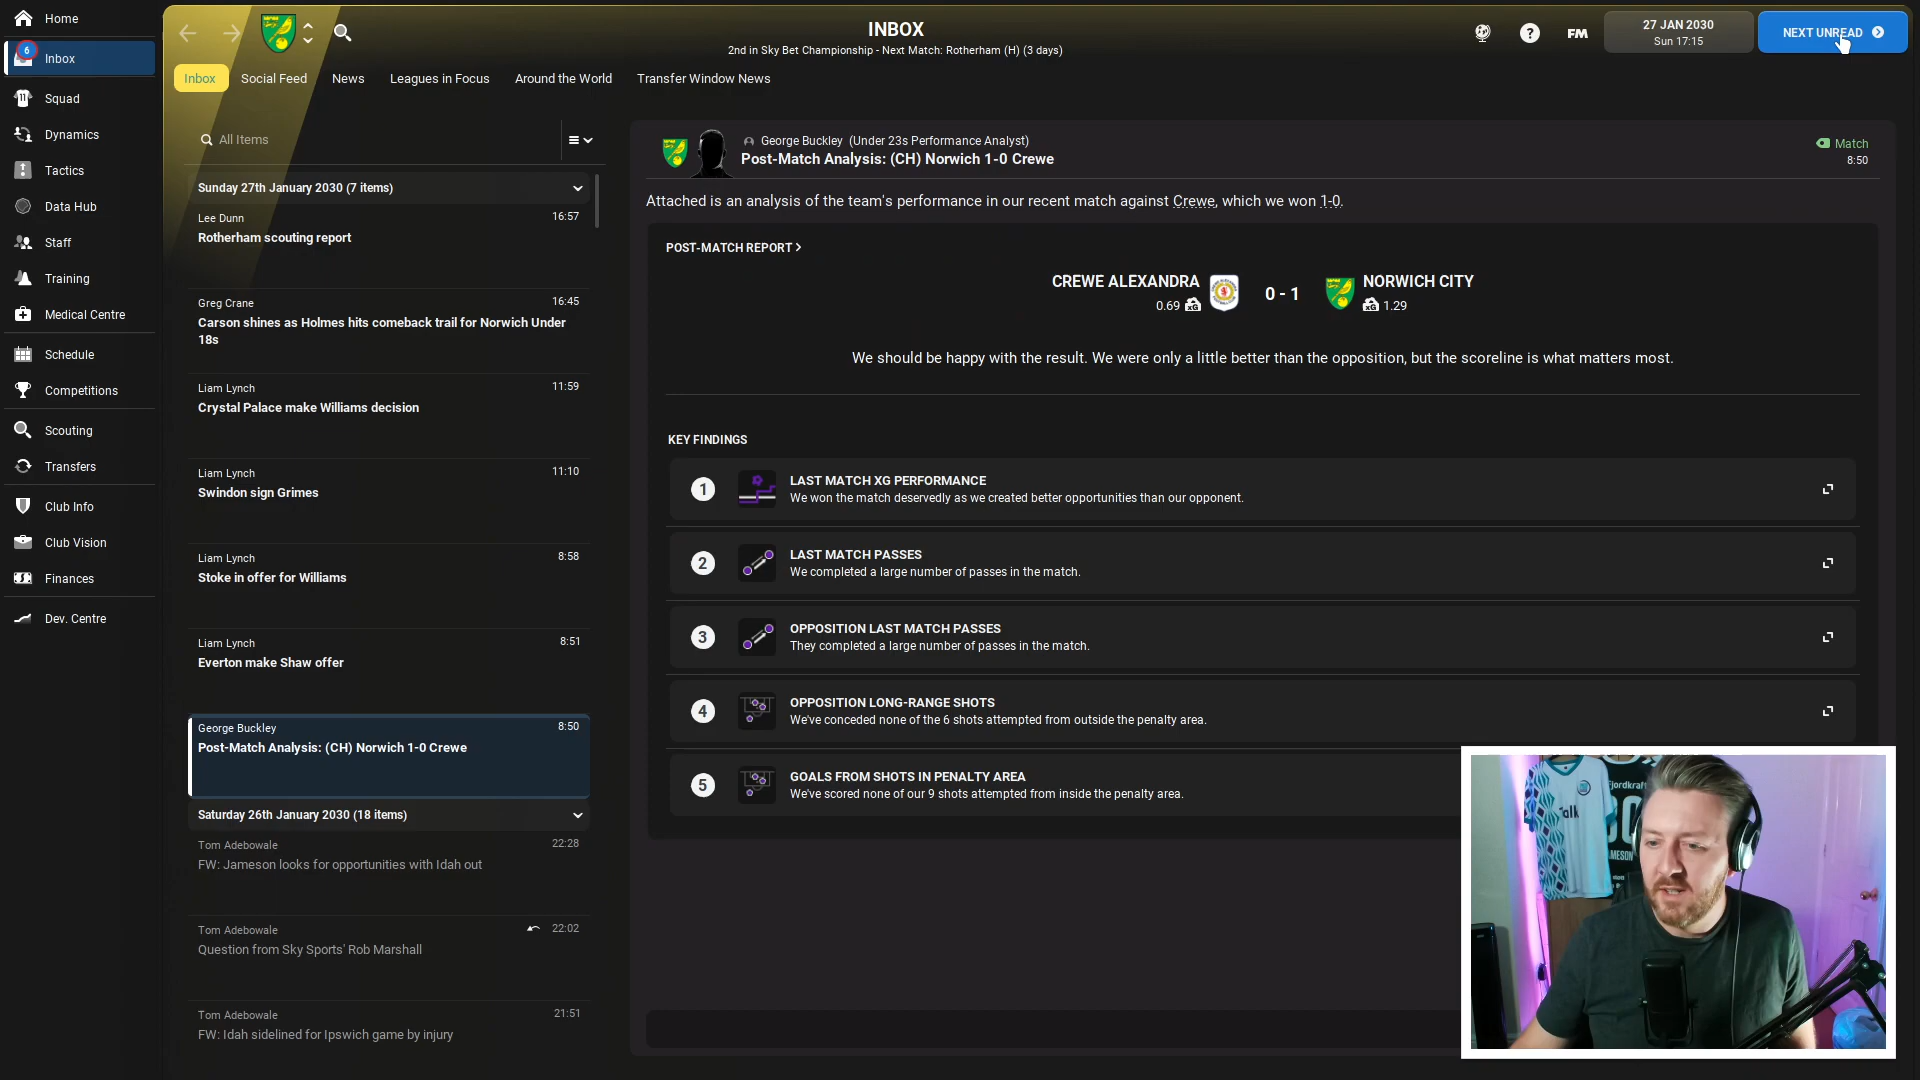 Home
6
Inbox
Squad
Dynamics
Tactics
Data Hub
Staff
Training
Medical Centre
Schedule
Competitions
Scouting
Transfers
Club Info
Club Vision
Finances
Dev. Centre
INBOX
2nd in Sky Bet Championship - Next Match: Rotherham (H) (3 days)
?
FM
27 JAN 2030
Sun 17:15
NEXT UNREAD
Inbox
Social Feed
News
Leagues in Focus
Around the World
Transfer Window News
All Items
Sunday 27th January 2030 (7 items)
Lee Dunn 16:57
Rotherham scouting report
Greg Crane 16:45
Carson shines as Holmes hits comeback trail for Norwich Under
18s
Liam Lynch 11:59
Crystal Palace make Williams decision
Liam Lynch 11:10
Swindon sign Grimes
Liam Lynch 8:58
Stoke in offer for Williams
Liam Lynch 8:51
Everton make Shaw offer
George Buckley 8:50
Post-Match Analysis: (CH) Norwich 1-0 Crewe
Saturday 26th January 2030 (18 items)
Tom Adebowale 22:28
FW: Jameson looks for opportunities with Idah out
Tom Adebowale 22:02
Question from Sky Sports' Rob Marshall
Tom Adebowale 21:51
FW: Idah sidelined for Ipswich game by injury
George Buckley (Under 23s Performance Analyst)
Post-Match Analysis: (CH) Norwich 1-0 Crewe
Match
8:50
Attached is an analysis of the team's performance in our recent match against Crewe, which we won 1-0.
POST-MATCH REPORT
CREWE ALEXANDRA
0.69 xG
0 - 1
NORWICH CITY
xG 1.29
We should be happy with the result. We were only a little better than the opposition, but the scoreline is what matters most.
KEY FINDINGS
1
LAST MATCH XG PERFORMANCE
We won the match deservedly as we created better opportunities than our opponent.
2
LAST MATCH PASSES
We completed a large number of passes in the match.
3
OPPOSITION LAST MATCH PASSES
They completed a large number of passes in the match.
4
OPPOSITION LONG-RANGE SHOTS
We've conceded none of the 6 shots attempted from outside the penalty area.
5
GOALS FROM SHOTS IN PENALTY AREA
We've scored none of our 9 shots attempted from inside the penalty area.
Talk
Fjordkraft
JAMESON